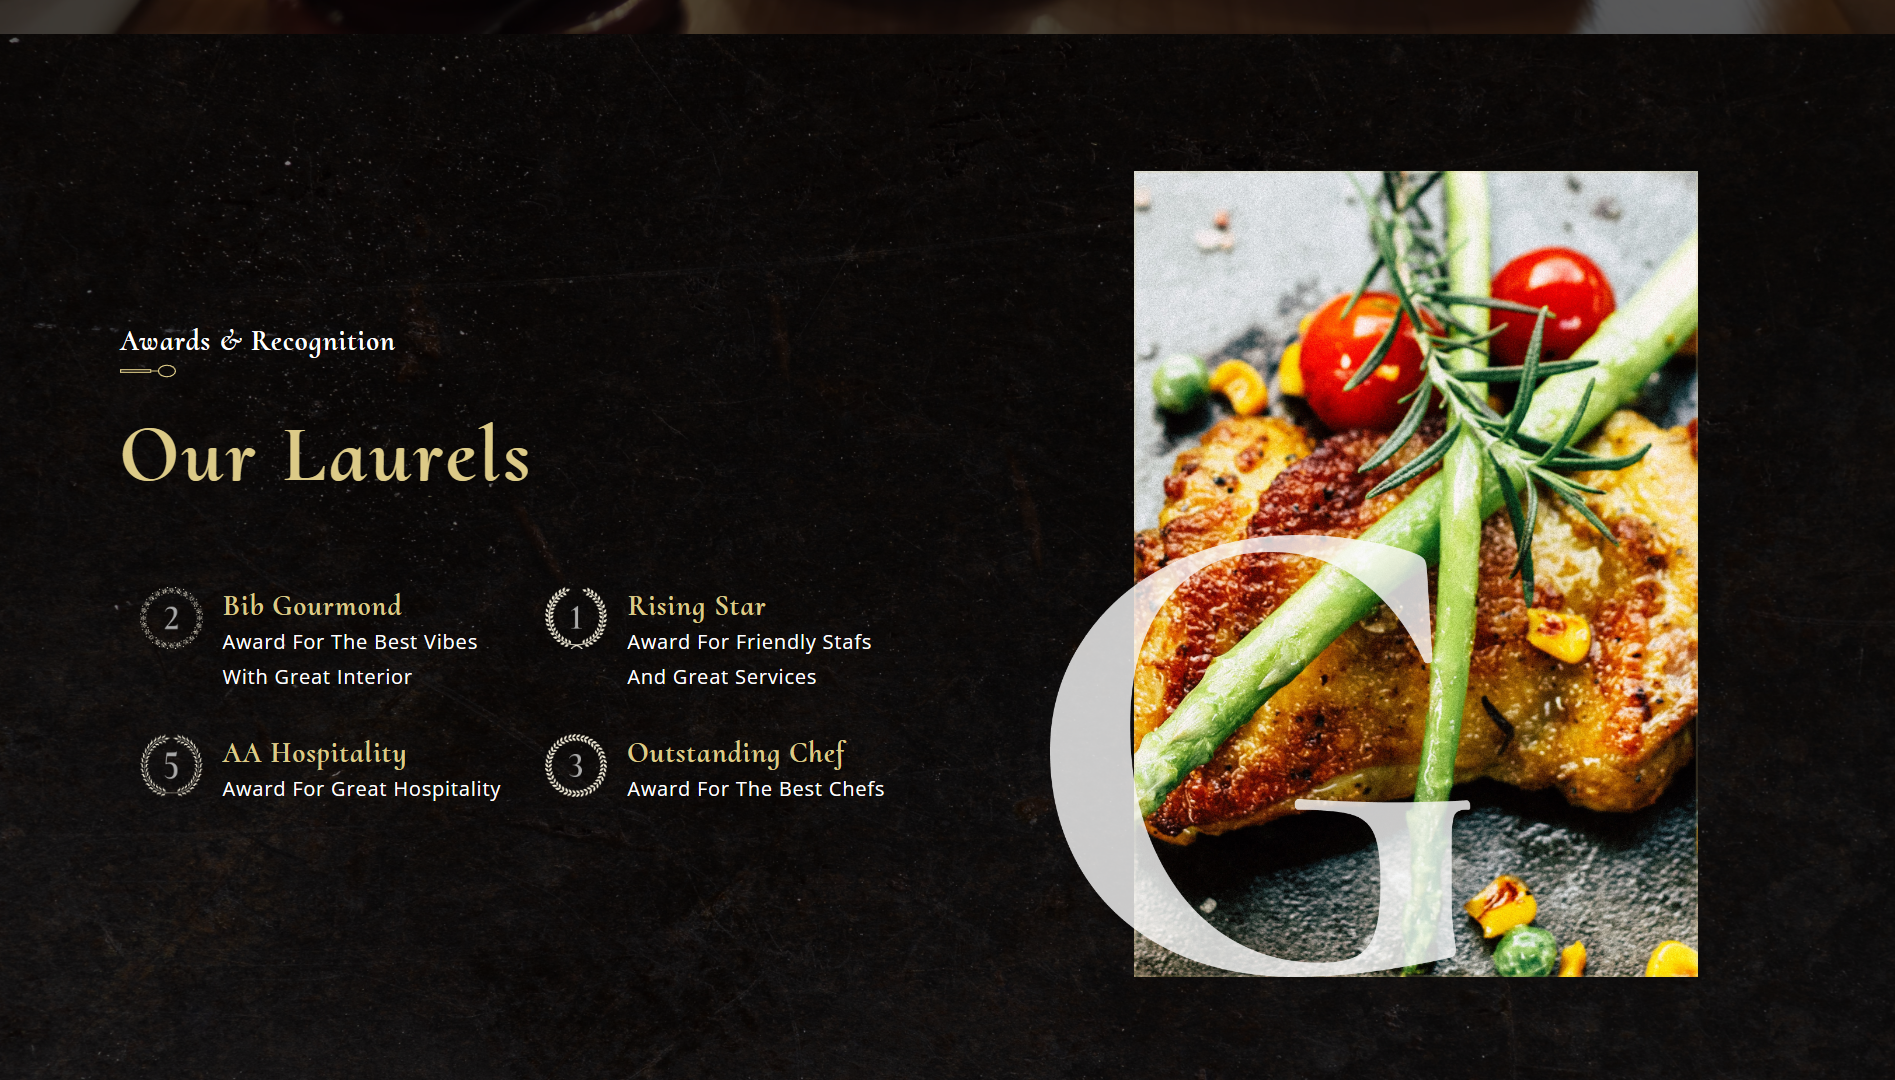 Awards & Recognition
Our Laurels
2
Bib Gourmond
Award For The Best Vibes
With Great Interior
1
Rising Star
Award For Friendly Stafs
And Great Services
5
AA Hospitality
Award For Great Hospitality
3
Outstanding Chef
Award For The Best Chefs
G